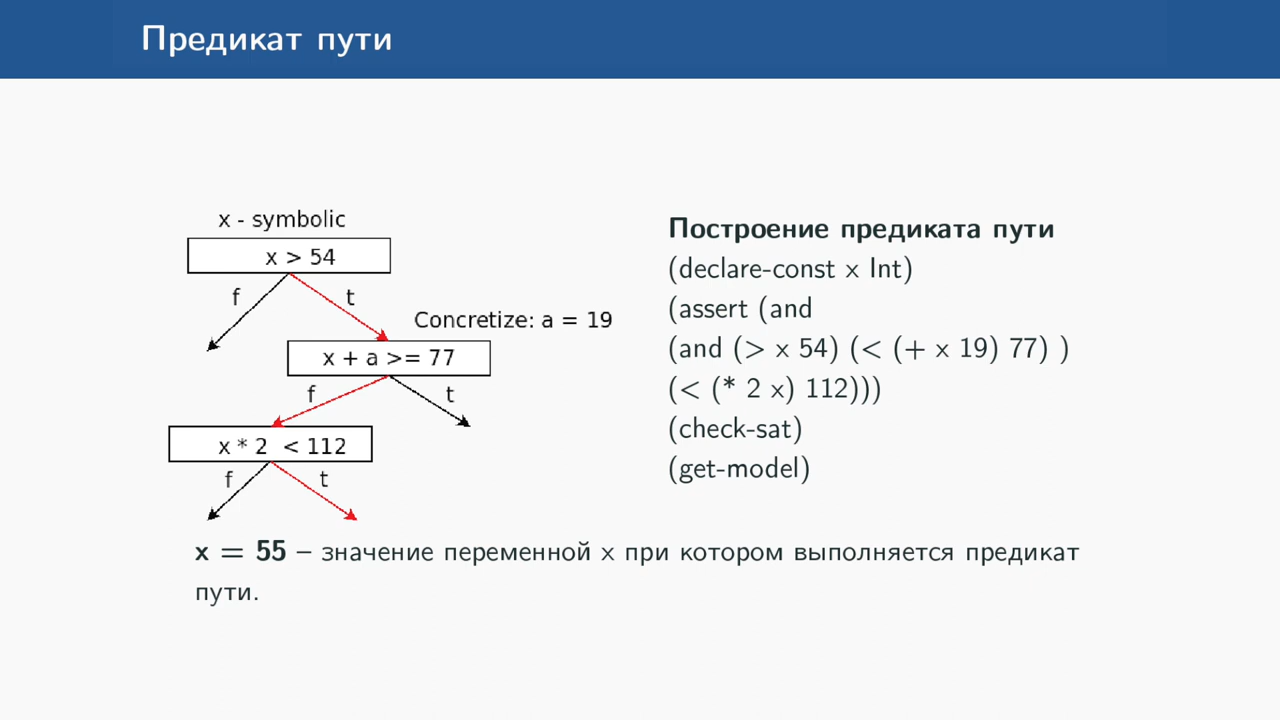 Предикат пути
x - symbolic
x > 54
f
t
Concretize: a = 19
x + a >= 77
f
t
x * 2 < 112
f
t
Построение предиката пути
(declare-const x Int)
(assert (and
(and (> x 54) (< (+ x 19) 77) )
(< (* 2 x) 112)))
(check-sat)
(get-model)
x = 55 – значение переменной x при котором выполняется предикат
пути.